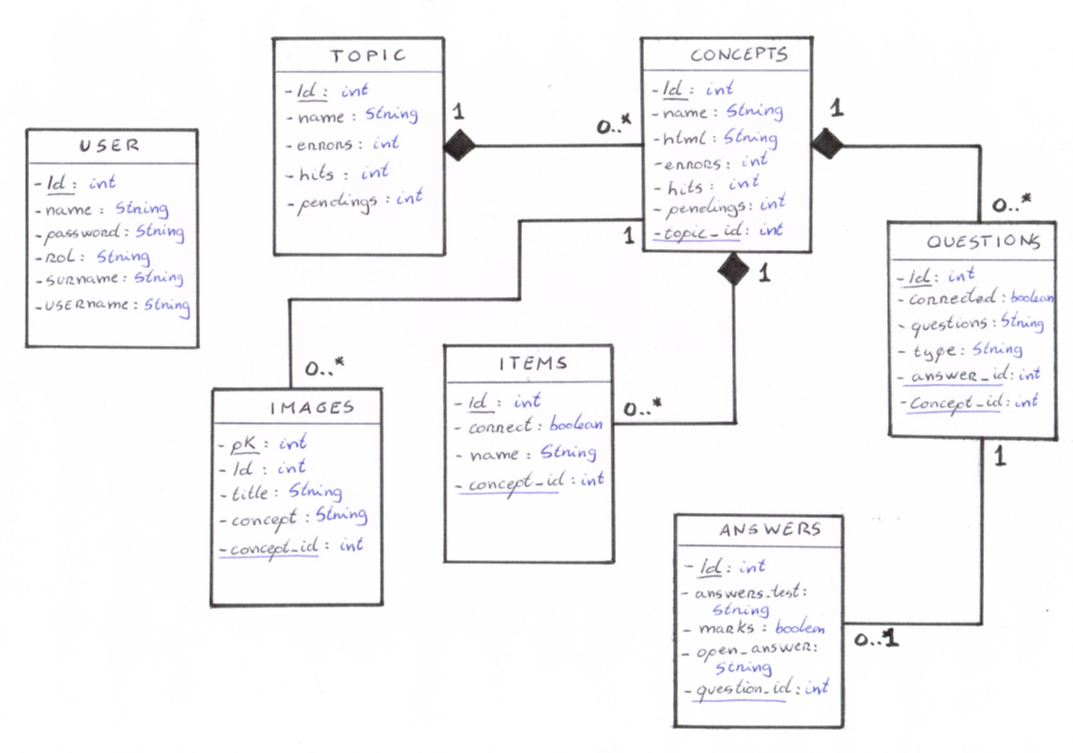 TOPIC
- Id : int
- name : String
- errors : int
- hits : int
- pendings : int
1
0..*
CONCEPTS
- Id : int
- name : String
- html : String
- errors : int
- hits : int
- pendings : int
- topic_id : int
1
0..*
1
1
USER
- Id : int
- name : String
- password : String
- rol : String
- surname : String
- username : String
QUESTIONS
- Id : int
- connected : boolean
- questions : String
- type : String
- answer_id : int
- Concept_id : int
1
0..*
IMAGES
- pK : int
- Id : int
- title : String
- concept : String
- concept_id : int
ITEMS
- Id : int
- connect : boolean
- name : String
- concept_id : int
0..*
ANSWERS
- Id : int
- answers_test :
String
- marks : boolean
- open_answer :
String
- question_id : int
0..1